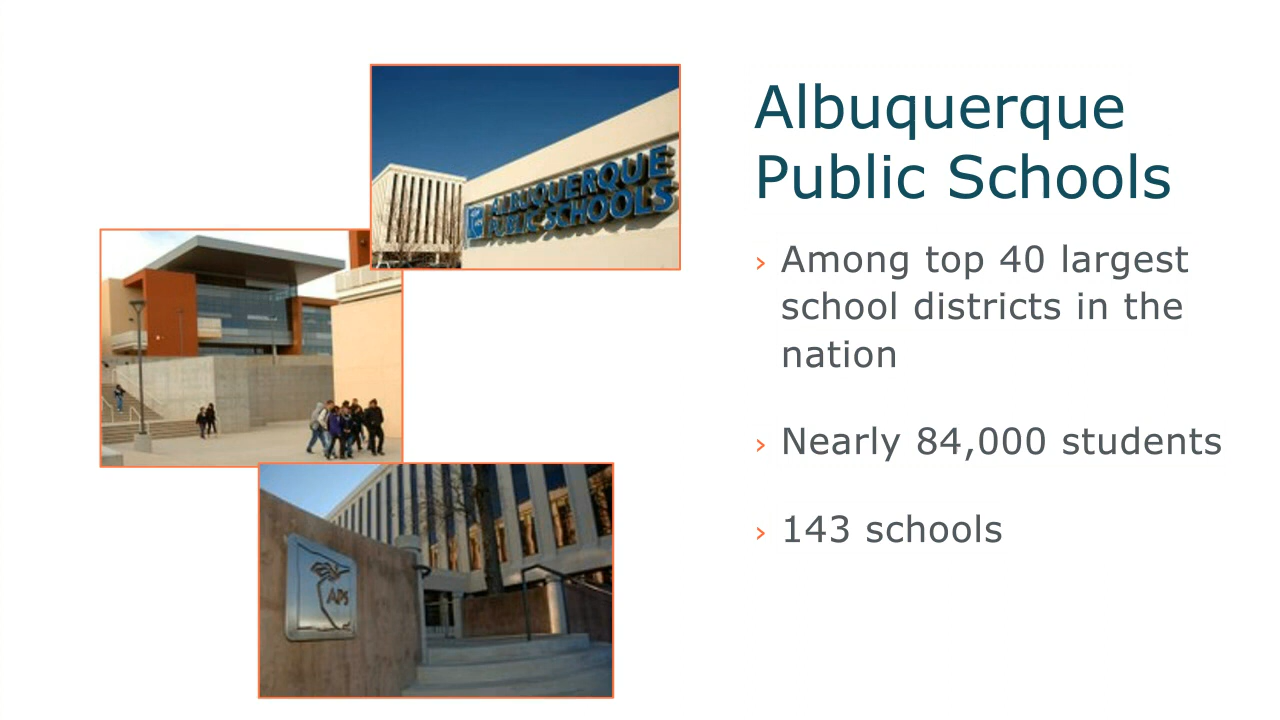 ALBUQUERQUE
PUBLIC SCHOOLS
APS
Albuquerque
Public Schools
› Among top 40 largest
school districts in the
nation
› Nearly 84,000 students
› 143 schools